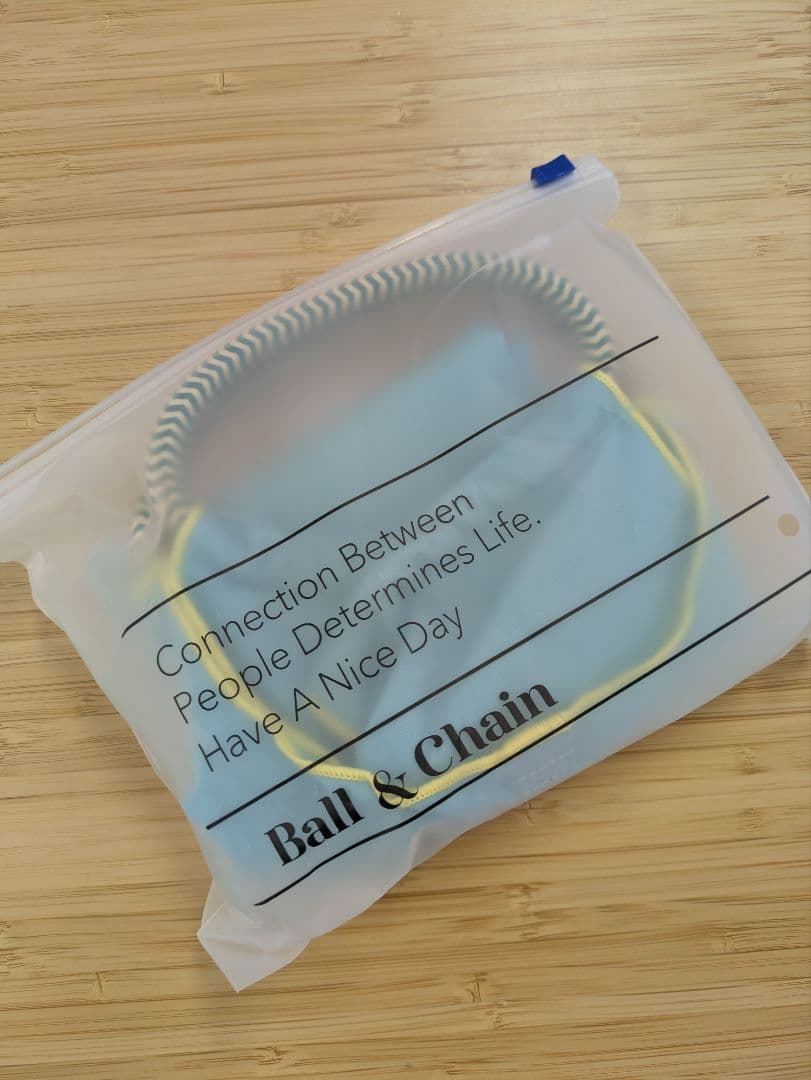 Connection Between
People Determines Life.
Have A Nice Day
Ball & Chain